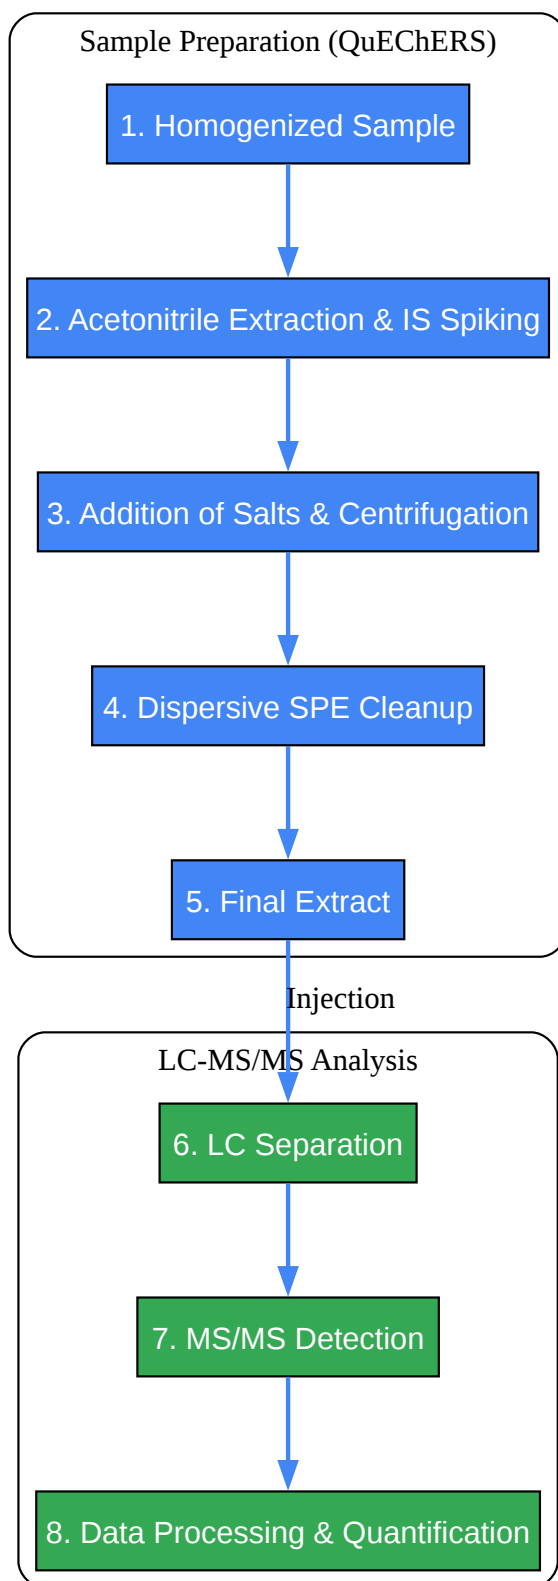 Sample Preparation (QuEChERS)
1. Homogenized Sample
2. Acetonitrile Extraction & IS Spiking
3. Addition of Salts & Centrifugation
4. Dispersive SPE Cleanup
5. Final Extract
Injection
LC-MS/MS Analysis
6. LC Separation
7. MS/MS Detection
8. Data Processing & Quantification